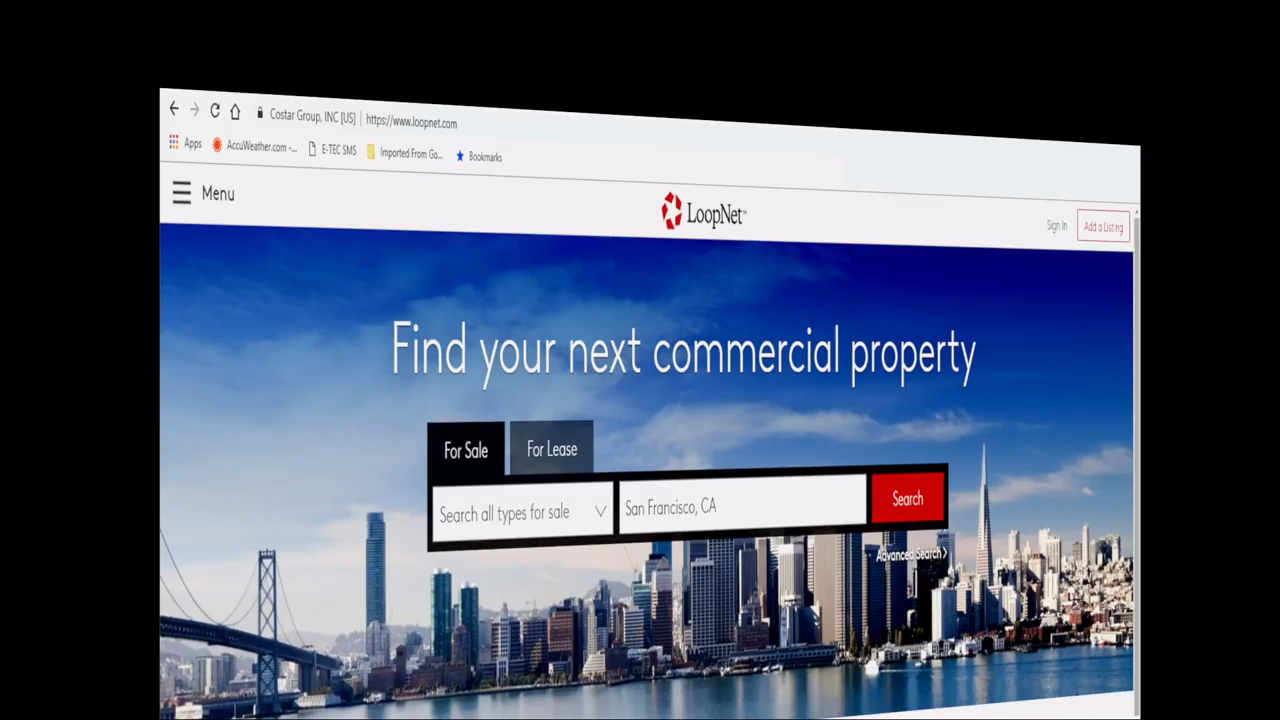 Costar Group, INC [US] | https://www.loopnet.com
Apps AccuWeather.com -... E-TEC SMS Imported From Go... Bookmarks
Menu LoopNet™ Sign In Add a Listing
Find your next commercial property
For Sale For Lease
Search all types for sale San Francisco, CA Search
Advanced Search